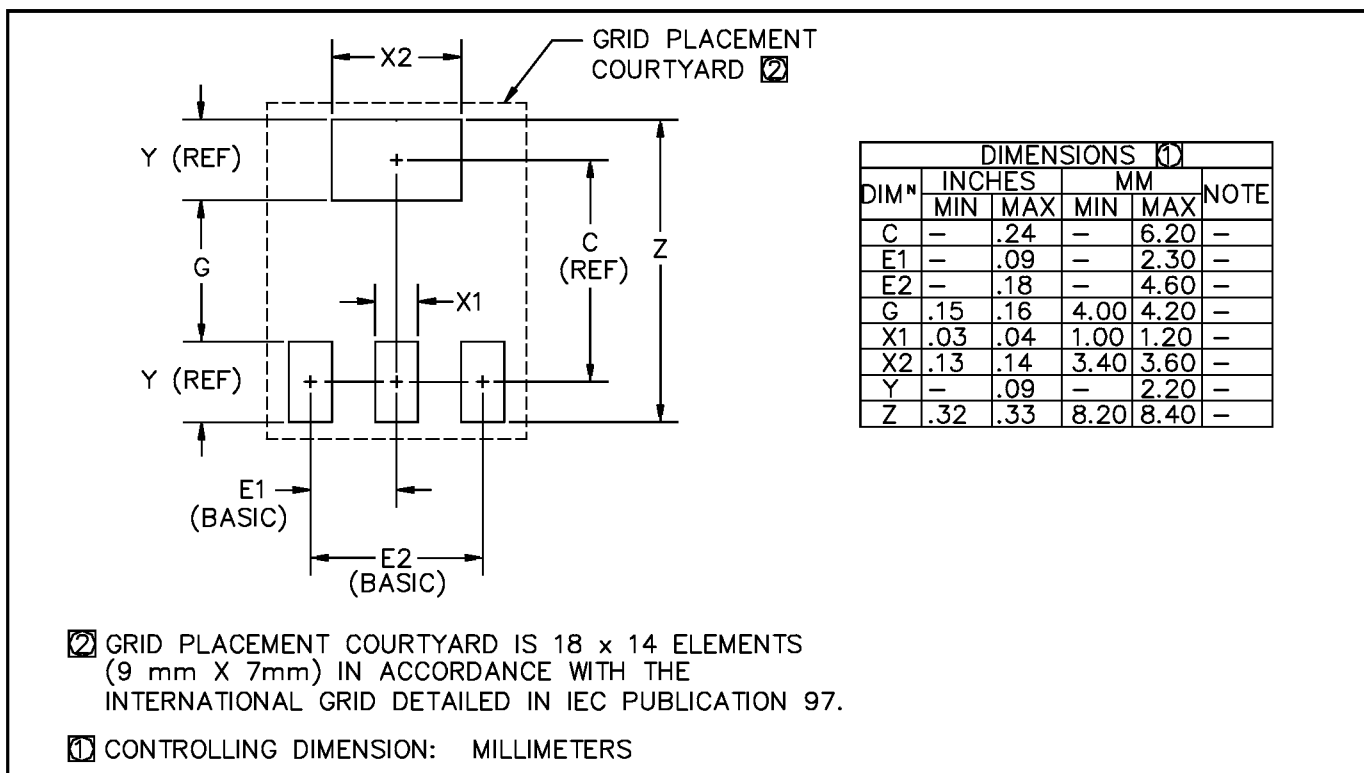 GRID PLACEMENT
COURTYARD ②
X2
Y (REF)
G
C
(REF)
Z
X1
Y (REF)
E1
(BASIC)
E2
(BASIC)
DIMENSIONS ①
DIMᴺ INCHES MM NOTE
MIN MAX MIN MAX
C – .24 – 6.20 –
E1 – .09 – 2.30 –
E2 – .18 – 4.60 –
G .15 .16 4.00 4.20 –
X1 .03 .04 1.00 1.20 –
X2 .13 .14 3.40 3.60 –
Y – .09 – 2.20 –
Z .32 .33 8.20 8.40 –
② GRID PLACEMENT COURTYARD IS 18 x 14 ELEMENTS
(9 mm X 7mm) IN ACCORDANCE WITH THE
INTERNATIONAL GRID DETAILED IN IEC PUBLICATION 97.
① CONTROLLING DIMENSION: MILLIMETERS